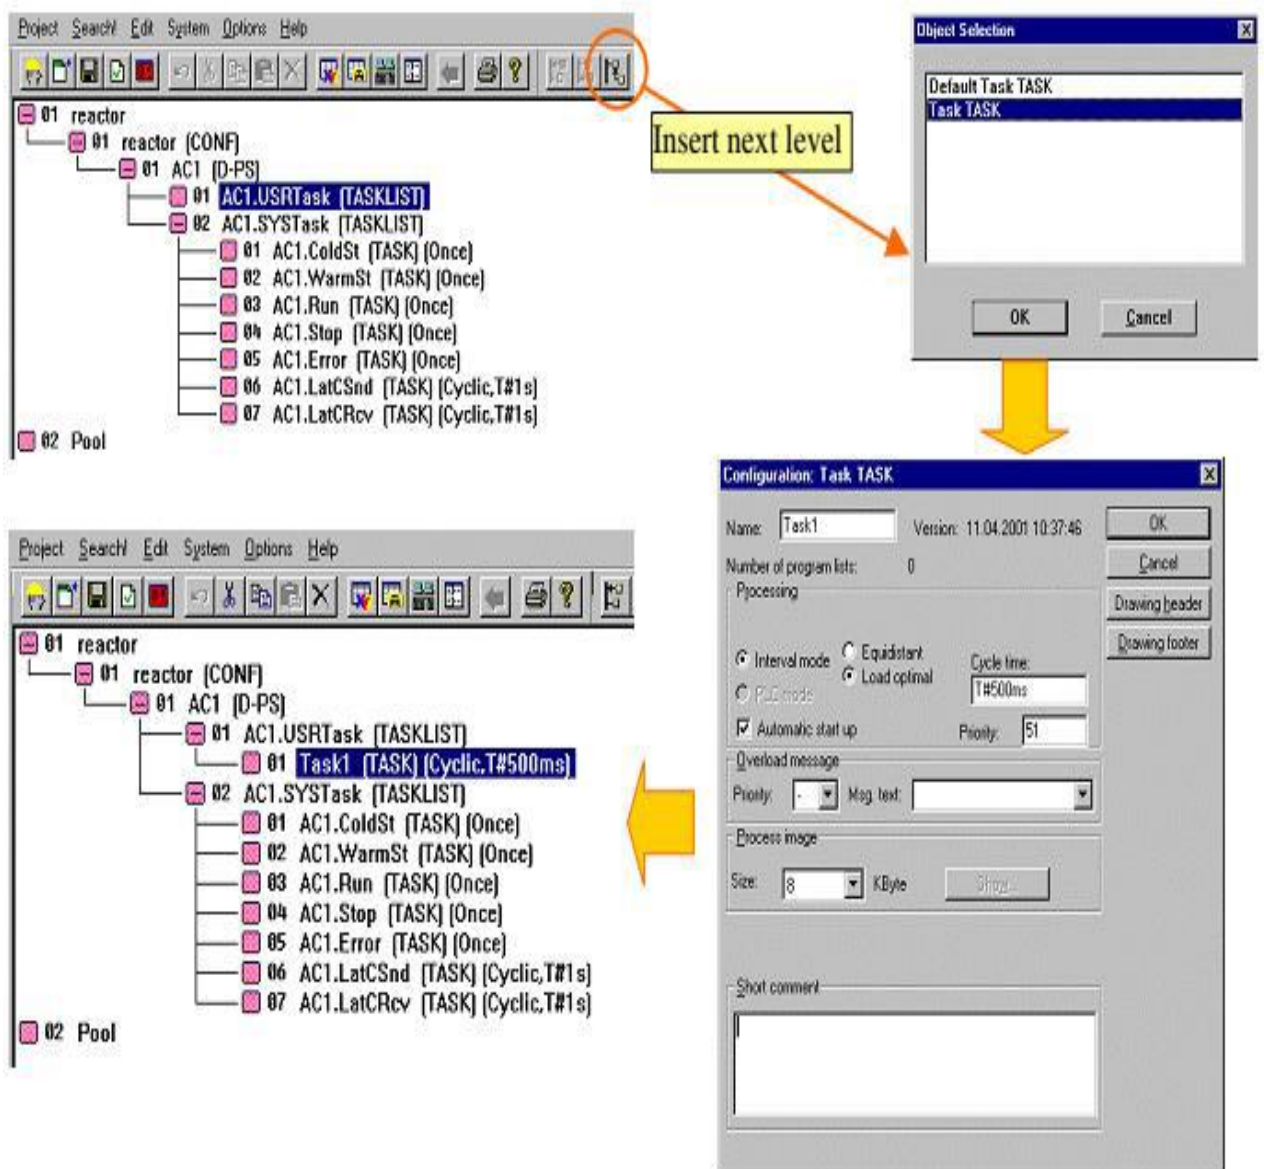 Project Search! Edit System Options Help
01 reactor
01 reactor (CONF)
01 AC1 (D-PS)
01 AC1.USRTask (TASKLIST)
02 AC1.SYSTask (TASKLIST)
01 AC1.ColdSt (TASK) (Once)
02 AC1.WarmSt (TASK) (Once)
03 AC1.Run (TASK) (Once)
04 AC1.Stop (TASK) (Once)
05 AC1.Error (TASK) (Once)
06 AC1.LatCSnd (TASK) (Cyclic,T#1s)
07 AC1.LatCRcv (TASK) (Cyclic,T#1s)
02 Pool
Insert next level
Object Selection
Default Task TASK
Task TASK
OK Cancel
Configuration: Task TASK
Name: Task1 Version: 11.04.2001 10:37:46 OK
Number of program lists: 0 Cancel
Processing Drawing header
Equidistant Drawing footer
Interval mode Cycle time:
Load optimal T#500ms
PLC mode
Automatic start up Priority: 51
Overload message
Priority: - Msg. text:
Process image
Size: 8 KByte Show...
Short comment
Project Search! Edit System Options Help
01 reactor
01 reactor (CONF)
01 AC1 (D-PS)
01 AC1.USRTask (TASKLIST)
01 Task1 (TASK) (Cyclic,T#500ms)
02 AC1.SYSTask (TASKLIST)
01 AC1.ColdSt (TASK) (Once)
02 AC1.WarmSt (TASK) (Once)
03 AC1.Run (TASK) (Once)
04 AC1.Stop (TASK) (Once)
05 AC1.Error (TASK) (Once)
06 AC1.LatCSnd (TASK) (Cyclic,T#1s)
07 AC1.LatCRcv (TASK) (Cyclic,T#1s)
02 Pool